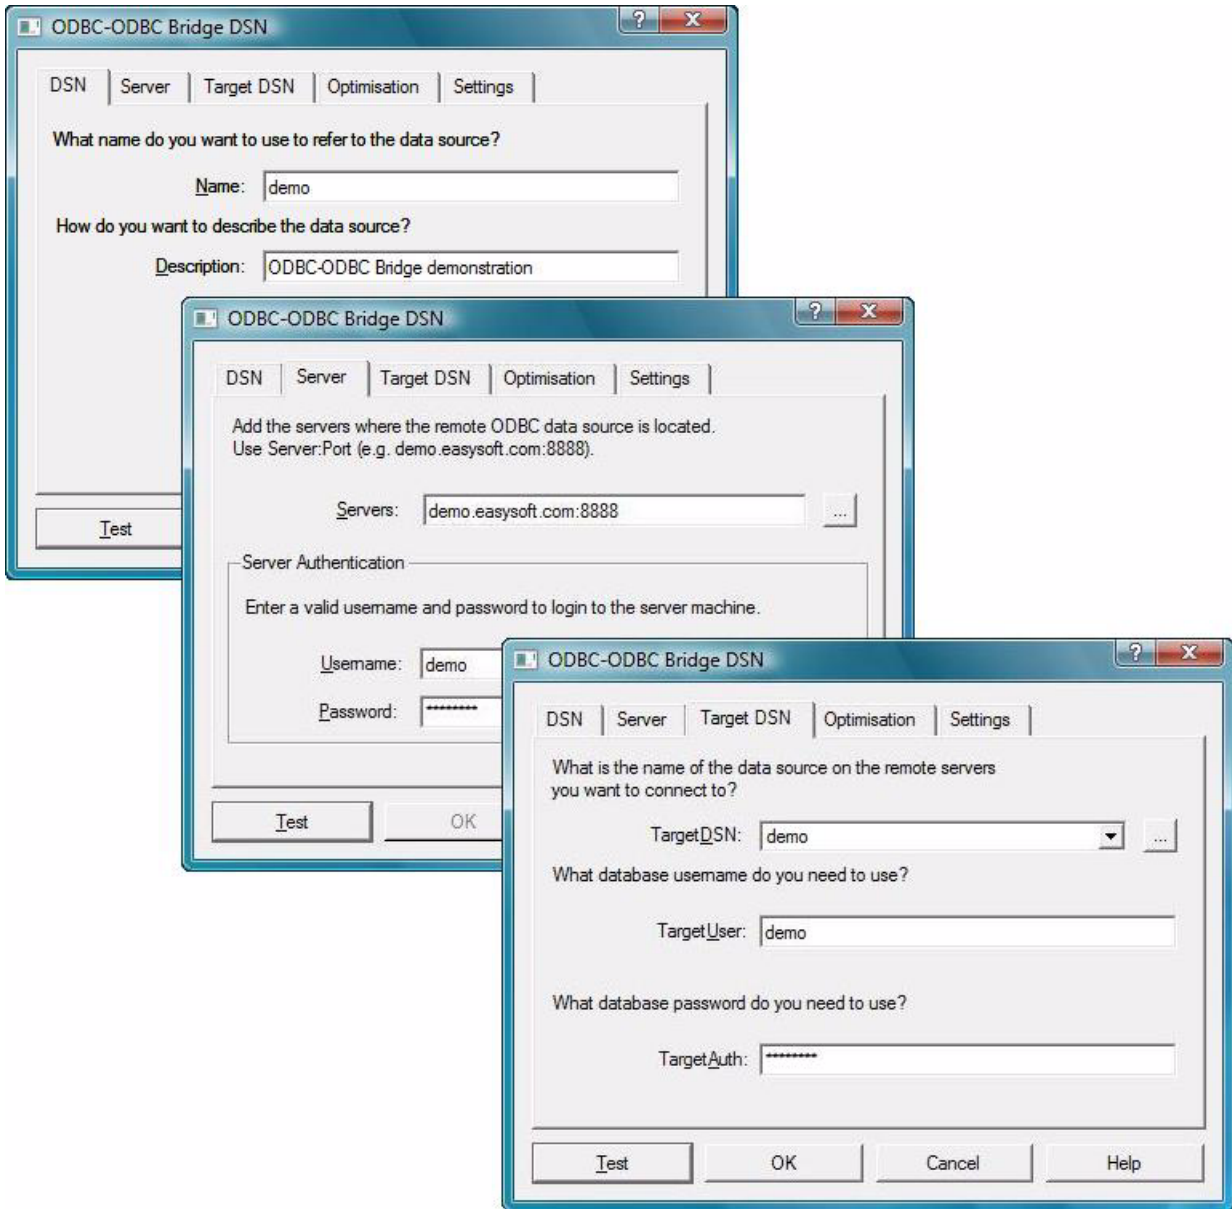 ODBC-ODBC Bridge DSN
?
X
DSN Server Target DSN Optimisation Settings
What name do you want to use to refer to the data source?
Name: demo
How do you want to describe the data source?
Description: ODBC-ODBC Bridge demonstration
Test
ODBC-ODBC Bridge DSN
?
X
DSN Server Target DSN Optimisation Settings
Add the servers where the remote ODBC data source is located.
Use Server:Port (e.g. demo.easysoft.com:8888).
Servers: demo.easysoft.com:8888 ...
Server Authentication
Enter a valid username and password to login to the server machine.
Username: demo
Password: ********
Test OK
ODBC-ODBC Bridge DSN
?
X
DSN Server Target DSN Optimisation Settings
What is the name of the data source on the remote servers
you want to connect to?
TargetDSN: demo ...
What database username do you need to use?
TargetUser: demo
What database password do you need to use?
TargetAuth: ********
Test OK Cancel Help